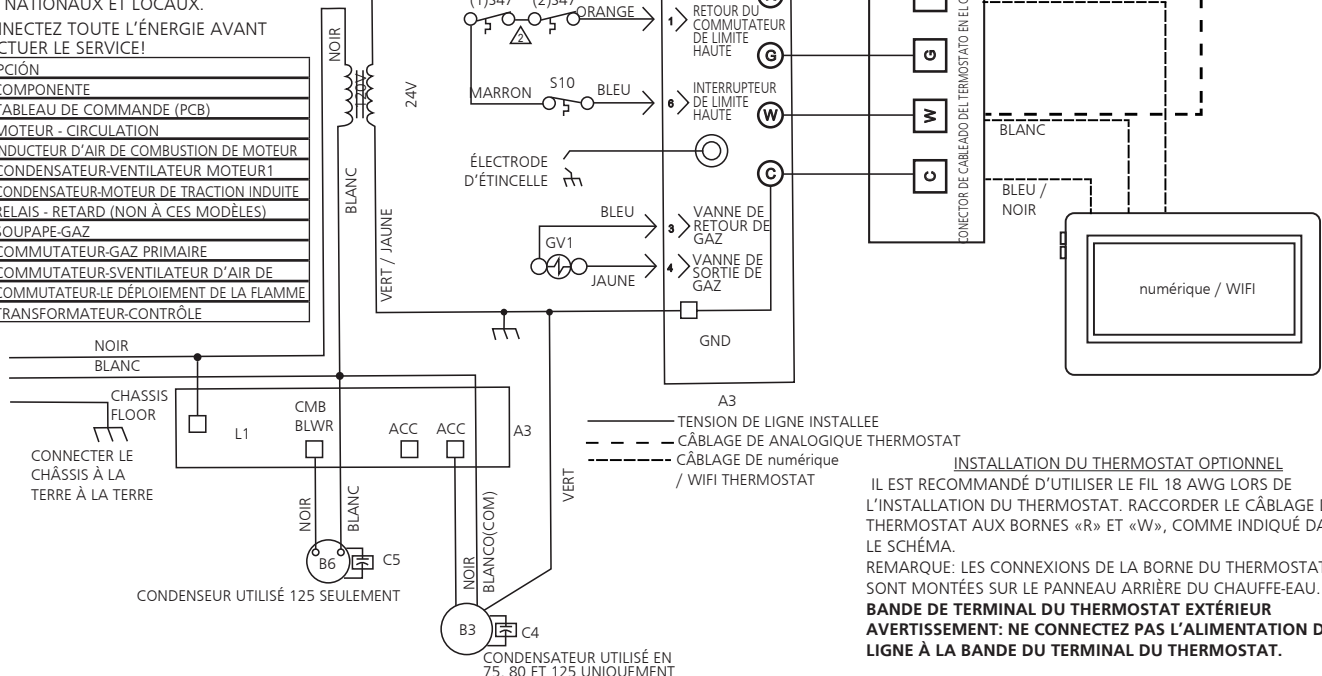 NATIONAUX ET LOCAUX.
TOUTE L'ÉNERGIE AVANT
LE SERVICE!
COMPONENTE
TABLEAU DE COMMANDE (PCB)
MOTEUR - CIRCULATION
D'AIR DE COMBUSTION DE MOTEUR
CONDENSATEUR-VENTILATEUR MOTEUR1
CONDENSATEUR-MOTEUR DE TRACTION INDUITE
RELAIS - RETARD (NON À CES MODÈLES)
SOUPAPE-GAZ
COMMUTATEUR-GAZ PRIMAIRE
COMMUTATEUR-SVENTILATEUR D'AIR DE
COMMUTATEUR-LE DÉPLOIEMENT DE LA FLAMME
TRANSFORMATEUR-CONTRÔLE
NOIR
120V
24V
BLANC
VERT / JAUNE
(1)S47 (2)S47
ORANGE
2
1
RETOUR DU
COMMUTATEUR
DE LIMITE
HAUTE
MARRON
S10
BLEU
6
INTERRUPTEUR
DE LIMITE
HAUTE
ÉLECTRODE
D'ÉTINCELLE
BLEU
3
VANNE DE
RETOUR DE
GAZ
GV1
JAUNE
4
VANNE DE
SORTIE DE
GAZ
GND
A3
G
W
C
G
W
C
CONECTOR DE CABLEADO DEL TERMOSTATO EN EL
BLANC
BLEU /
NOIR
numérique / WIFI
NOIR
BLANC
CHASSIS
FLOOR
CONNECTER LE
CHÂSSIS À LA
TERRE À LA TERRE
L1
CMB
BLWR
ACC
ACC
A3
NOIR
BLANC
B6
C5
CONDENSEUR UTILISÉ 125 SEULEMENT
NOIR
BLANCO(COM)
VERT
B3
C4
CONDENSATEUR UTILISÉ EN
75, 80 ET 125 UNIQUEMENT
TENSION DE LIGNE INSTALLEE
CÂBLAGE DE ANALOGIQUE THERMOSTAT
CÂBLAGE DE numérique
/ WIFI THERMOSTAT
INSTALLATION DU THERMOSTAT OPTIONNEL
IL EST RECOMMANDÉ D'UTILISER LE FIL 18 AWG LORS DE
L'INSTALLATION DU THERMOSTAT. RACCORDER LE CÂBLAGE
THERMOSTAT AUX BORNES «R» ET «W», COMME INDIQUÉ
LE SCHÉMA.
REMARQUE: LES CONNEXIONS DE LA BORNE DU THERMOSTAT
SONT MONTÉES SUR LE PANNEAU ARRIÈRE DU CHAUFFE-EAU.
BANDE DE TERMINAL DU THERMOSTAT EXTÉRIEUR
AVERTISSEMENT: NE CONNECTEZ PAS L'ALIMENTATION
LIGNE À LA BANDE DU TERMINAL DU THERMOSTAT.